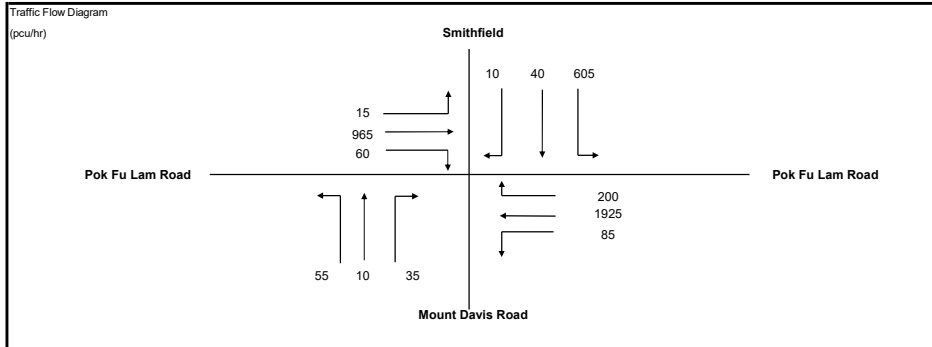 Traffic Flow Diagram
(pcu/hr)
Smithfield
10 40 605
15
965
60
Pok Fu Lam Road Pok Fu Lam Road
200
1925
85
55 10 35
Mount Davis Road